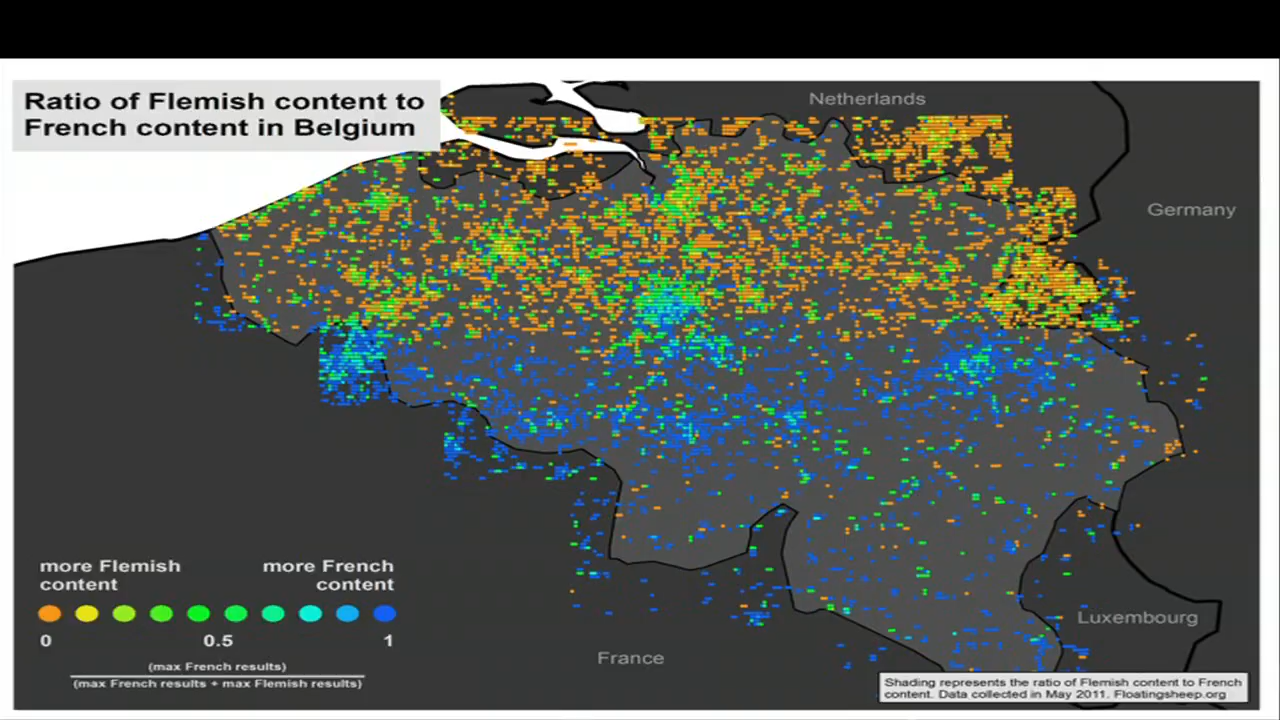 Ratio of Flemish content to
French content in Belgium
Netherlands
Germany
more Flemish
content
more French
content
0
0.5
1
(max French results)
(max French results + max Flemish results)
France
Luxembourg
Shading represents the ratio of Flemish content to French
content. Data collected in May 2011. Floatingsheep.org